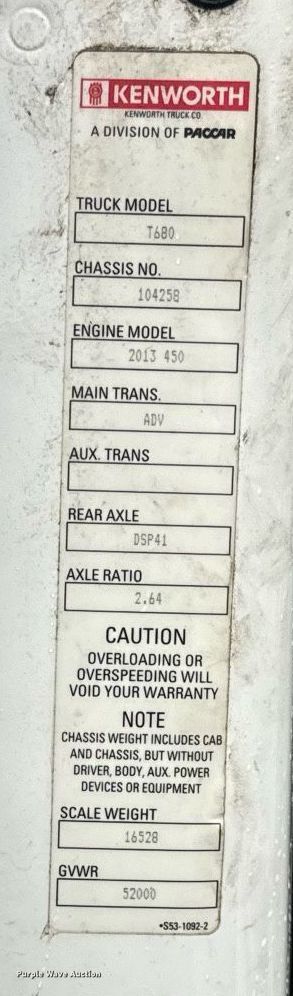 KENWORTH
KENWORTH TRUCK CO.
A DIVISION OF PACCAR
TRUCK MODEL
T680
CHASSIS NO.
104258
ENGINE MODEL
2013 450
MAIN TRANS.
ADV
AUX. TRANS
REAR AXLE
DSP41
AXLE RATIO
2.64
CAUTION
OVERLOADING OR
OVERSPEEDING WILL
VOID YOUR WARRANTY
NOTE
CHASSIS WEIGHT INCLUDES CAB
AND CHASSIS, BUT WITHOUT
DRIVER, BODY, AUX. POWER
DEVICES OR EQUIPMENT
SCALE WEIGHT
16528
GVWR
52000
•S53-1092-2
Purple Wave Auction